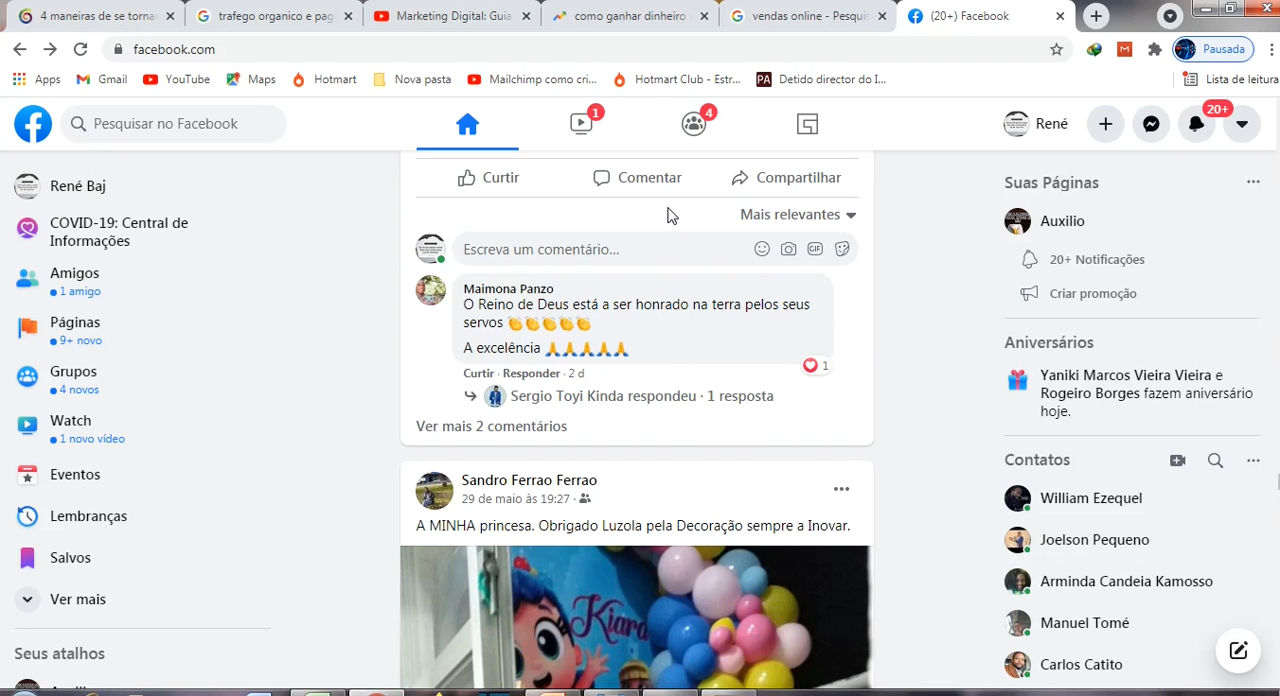 4 maneiras de se torna
trafego organico e pag
Marketing Digital: Guia
como ganhar dinheiro
vendas online - Pesquis
(20+) Facebook
facebook.com
Pausada
Apps
Gmail
YouTube
Maps
Hotmart
Nova pasta
Mailchimp como cri...
Hotmart Club - Estr...
PA
Detido director do I...
Lista de leitura
Pesquisar no Facebook
1
4
René
20+
René Baj
COVID-19: Central de
Informações
Amigos
1 amigo
Páginas
9+ novo
Grupos
4 novos
Watch
1 novo vídeo
Eventos
Lembranças
Salvos
Ver mais
Seus atalhos
Curtir
Comentar
Compartilhar
Mais relevantes
Escreva um comentário...
GIF
Maimona Panzo
O Reino de Deus está a ser honrado na terra pelos seus
servos 👏👏👏👏👏
A excelência 🙏🙏🙏🙏🙏
1
Curtir · Responder · 2 d
Sergio Toyi Kinda respondeu · 1 resposta
Ver mais 2 comentários
Sandro Ferrao Ferrao
29 de maio às 19:27 ·
A MINHA princesa. Obrigado Luzola pela Decoração sempre a Inovar.
Kiara
Suas Páginas
Auxilio
20+ Notificações
Criar promoção
Aniversários
Yaniki Marcos Vieira Vieira e
Rogeiro Borges fazem aniversário
hoje.
Contatos
William Ezequel
Joelson Pequeno
Arminda Candeia Kamosso
Manuel Tomé
Carlos Catito